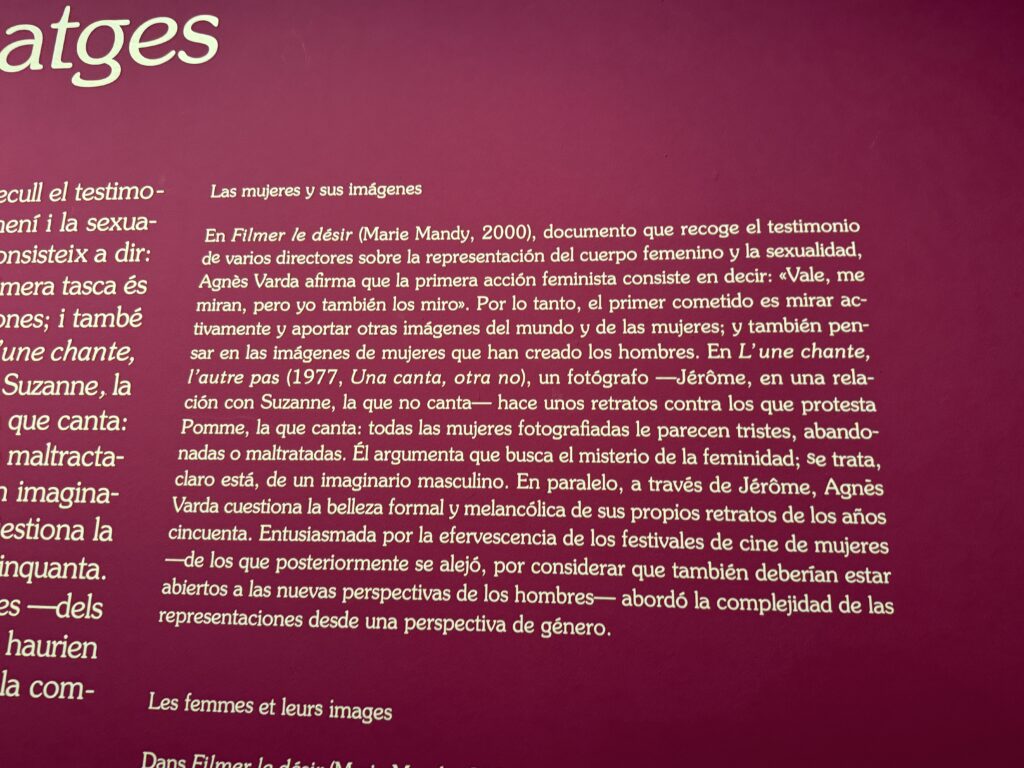 atges
ecull el testimo-
mení i la sexua-
onsisteix a dir:
mera tasca és
ones; i també
l'une chante,
Suzanne, la
que canta:
maltracta-
n imagina-
estiona la
inquanta.
es —dels
haurien
la com-
Las mujeres y sus imágenes
En Filmer le désir (Marie Mandy, 2000), documento que recoge el testimonio
de varios directores sobre la representación del cuerpo femenino y la sexualidad,
Agnès Varda afirma que la primera acción feminista consiste en decir: «Vale, me
miran, pero yo también los miro». Por lo tanto, el primer cometido es mirar ac-
tivamente y aportar otras imágenes del mundo y de las mujeres; y también pen-
sar en las imágenes de mujeres que han creado los hombres. En L'une chante,
l'autre pas (1977, Una canta, otra no), un fotógrafo —Jérôme, en una rela-
ción con Suzanne, la que no canta— hace unos retratos contra los que protesta
Pomme, la que canta: todas las mujeres fotografiadas le parecen tristes, abando-
nadas o maltratadas. Él argumenta que busca el misterio de la feminidad; se trata,
claro está, de un imaginario masculino. En paralelo, a través de Jérôme, Agnès
Varda cuestiona la belleza formal y melancólica de sus propios retratos de los años
cincuenta. Entusiasmada por la efervescencia de los festivales de cine de mujeres
—de los que posteriormente se alejó, por considerar que también deberían estar
abiertos a las nuevas perspectivas de los hombres— abordó la complejidad de las
representaciones desde una perspectiva de género.
Les femmes et leurs images
Dans Filmer le désir (Marie Mandy,